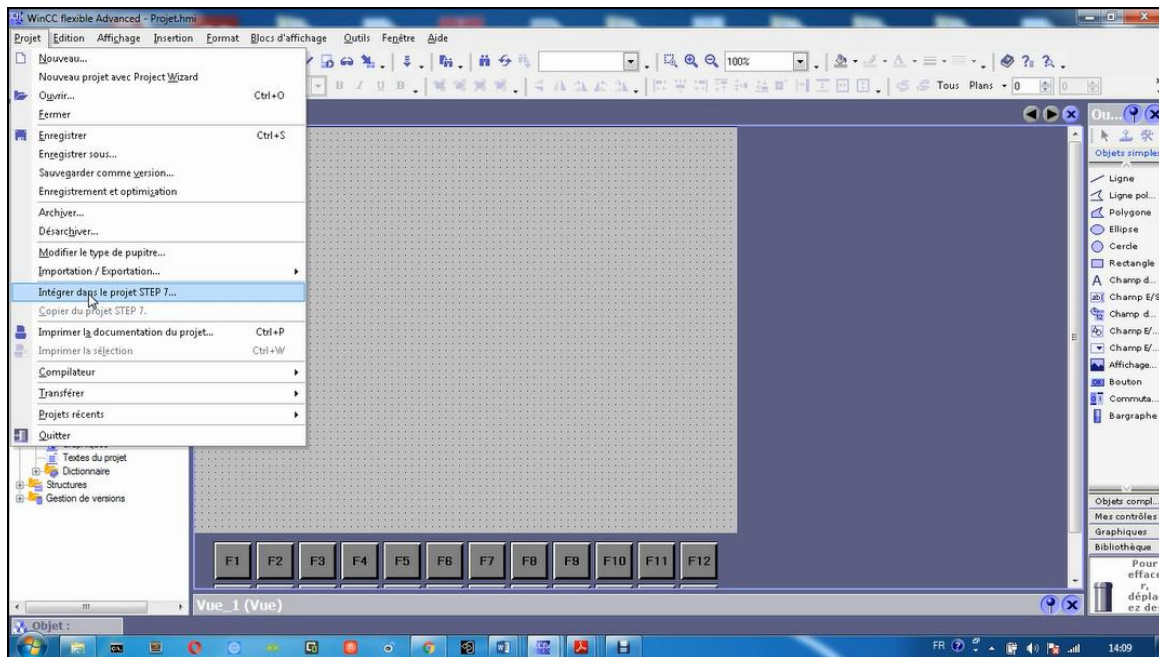 WinCC flexible Advanced - Projet.hmi
Projet Edition Affichage Insertion Format Blocs d'affichage Outils Fenêtre Aide
Nouveau...
Nouveau projet avec Project Wizard
Ouvrir... Ctrl+O
Fermer
Enregistrer Ctrl+S
Enregistrer sous...
Sauvegarder comme version...
Enregistrement et optimisation
Archiver...
Désarchiver...
Modifier le type de pupitre...
Importation / Exportation...
Intégrer dans le projet STEP 7...
Copier du projet STEP 7.
Imprimer la documentation du projet... Ctrl+P
Imprimer la sélection Ctrl+W
Compilateur
Transférer
Projets récents
Quitter
Textes du projet
Dictionnaire
Structures
Gestion de versions
100%
B I U B
Tous Plans 0 0
Ou...
Objets simples
Ligne
Ligne pol...
Polygone
Ellipse
Cercle
Rectangle
Champ d...
Champ E/S
Champ d...
Champ E/...
Champ E/...
Affichage...
Bouton
Commuta...
Bargraphe
Objets compl...
Mes contrôles
Graphiques
Bibliothèque
Pour
efface
r,
dépla
ez des
F1 F2 F3 F4 F5 F6 F7 F8 F9 F10 F11 F12
Vue_1 (Vue)
Objet :
FR 14:09